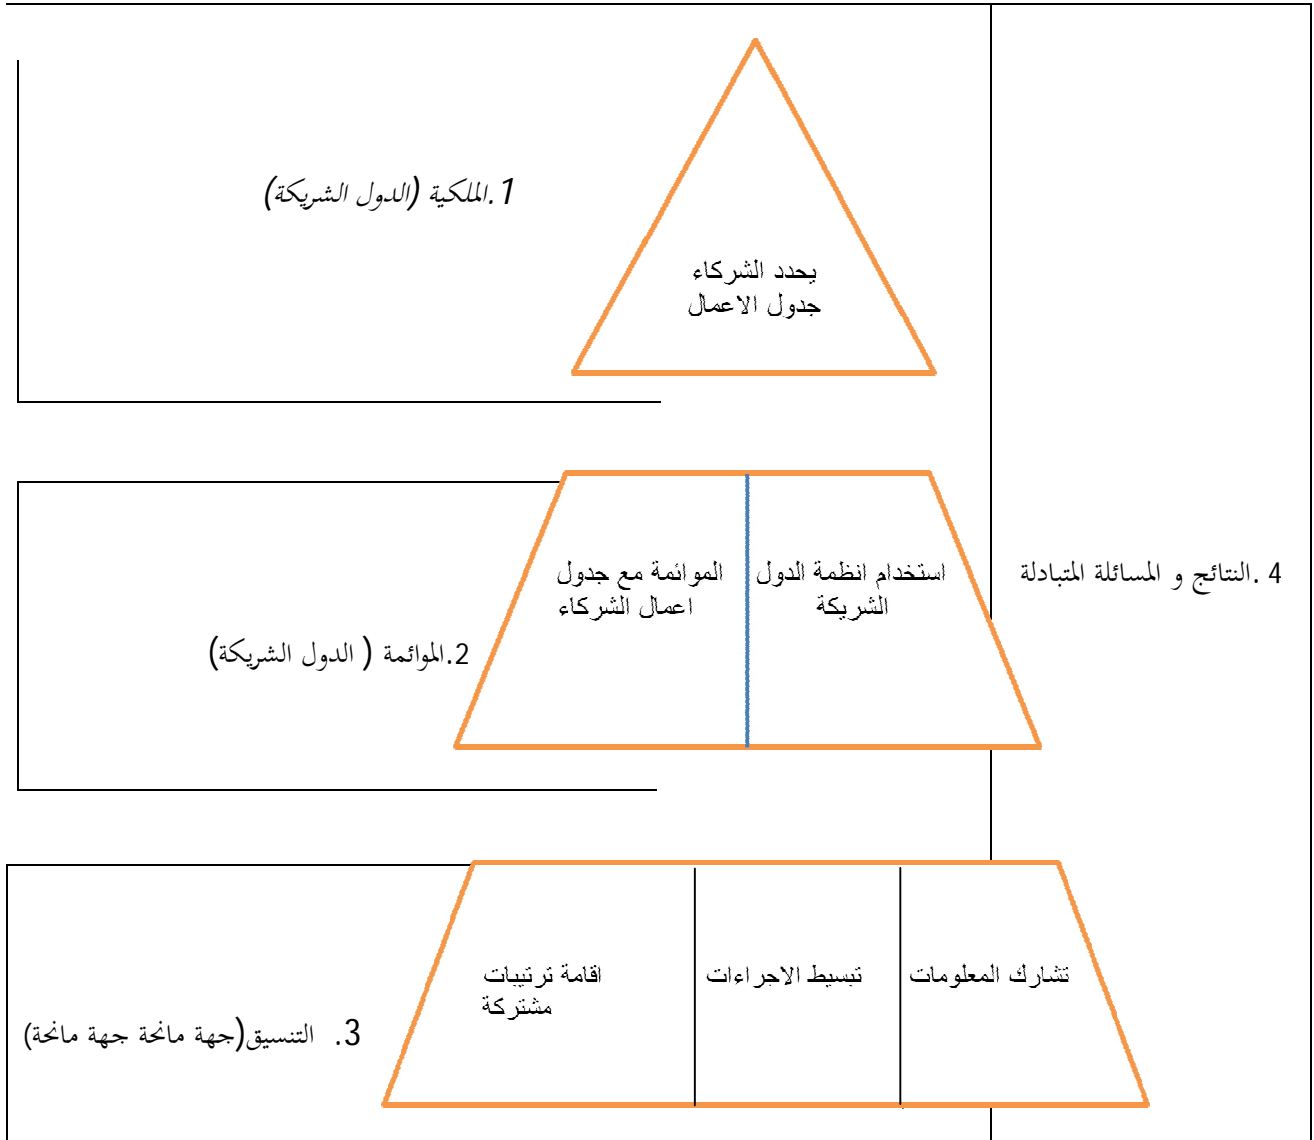 1.الملكية (الدول الشريكة)
يحدد الشركاء
جدول الاعمال
4 .النتائج و المسائلة المتبادلة
استخدام انظمة الدول
الشريكة
الموائمة مع جدول
اعمال الشركاء
2.الموائمة ( الدول الشريكة)
تشارك المعلومات
تبسيط الاجراءات
اقامة ترتيبات
مشتركة
3. التنسيق(جهة مانحة جهة مانحة)